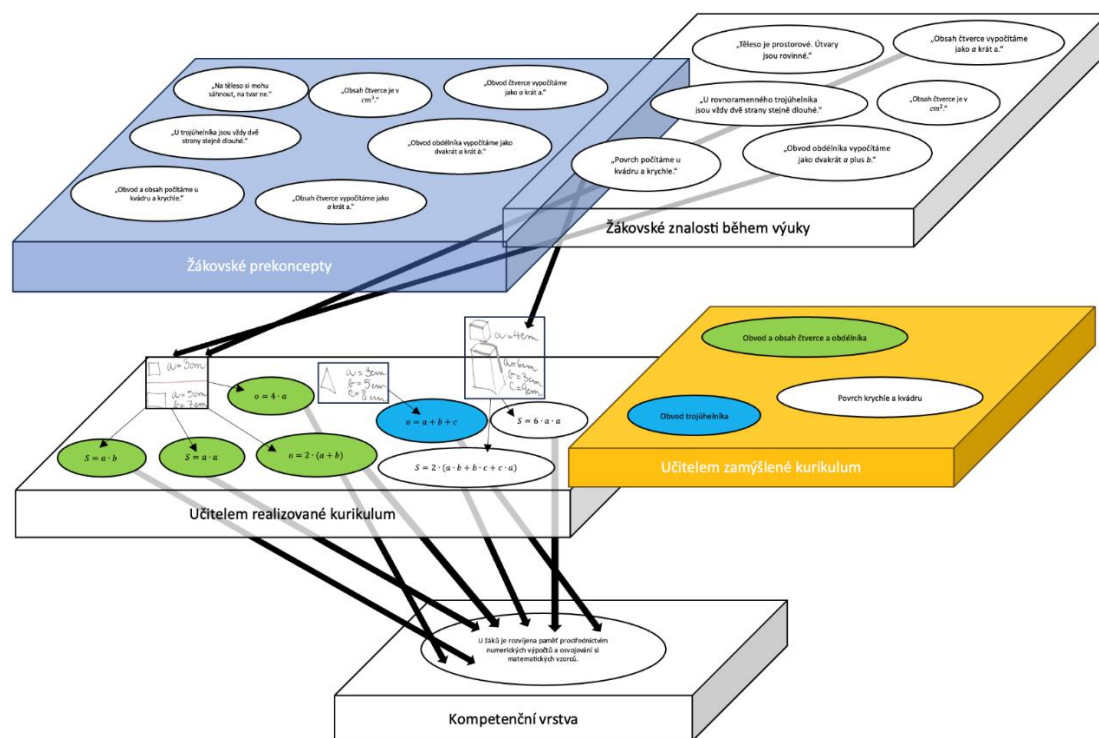 „Na těleso si mohu
sáhnout, na tvar ne.“
„Obsah čtverce je v
cm³.“
„Obvod čtverce vypočítáme
jako a krát a.“
„U trojúhelníka jsou vždy dvě
strany stejně dlouhé.“
„Obvod obdélníka vypočítáme jako
dvakrát a krát b.“
„Obvod a obsah počítáme u
kvádru a krychle.“
„Obsah čtverce vypočítáme jako
a krát a.“
Žákovské prekoncepty
„Těleso je prostorové. Útvary
jsou rovinné.“
„Obsah čtverce vypočítáme
jako a krát a.“
„U rovnoramenného trojúhelníka
jsou vždy dvě strany stejně dlouhé.“
„Obsah čtverce je v
cm².“
„Povrch počítáme u
kvádru a krychle.“
„Obvod obdélníka vypočítáme
jako dvakrát a plus b.“
Žákovské znalosti během výuky
a=3cm
a=5cm
b=7cm
a=3cm
b=5cm
c=8cm
a=4cm
a=6cm
b=3cm
c=9cm
o = 4 · a
o = a + b + c
S = 6 · a · a
S = a · b
S = a · a
o = 2 · (a + b)
S = 2 · (a · b + b · c + c · a)
Učitelem realizované kurikulum
Obvod a obsah čtverce a obdélníka
Povrch krychle a kvádru
Obvod trojúhelníka
Učitelem zamýšlené kurikulum
U žáků je rozvíjena paměť prostřednictvím
numerických výpočtů a osvojování si
matematických vzorců.
Kompetenční vrstva